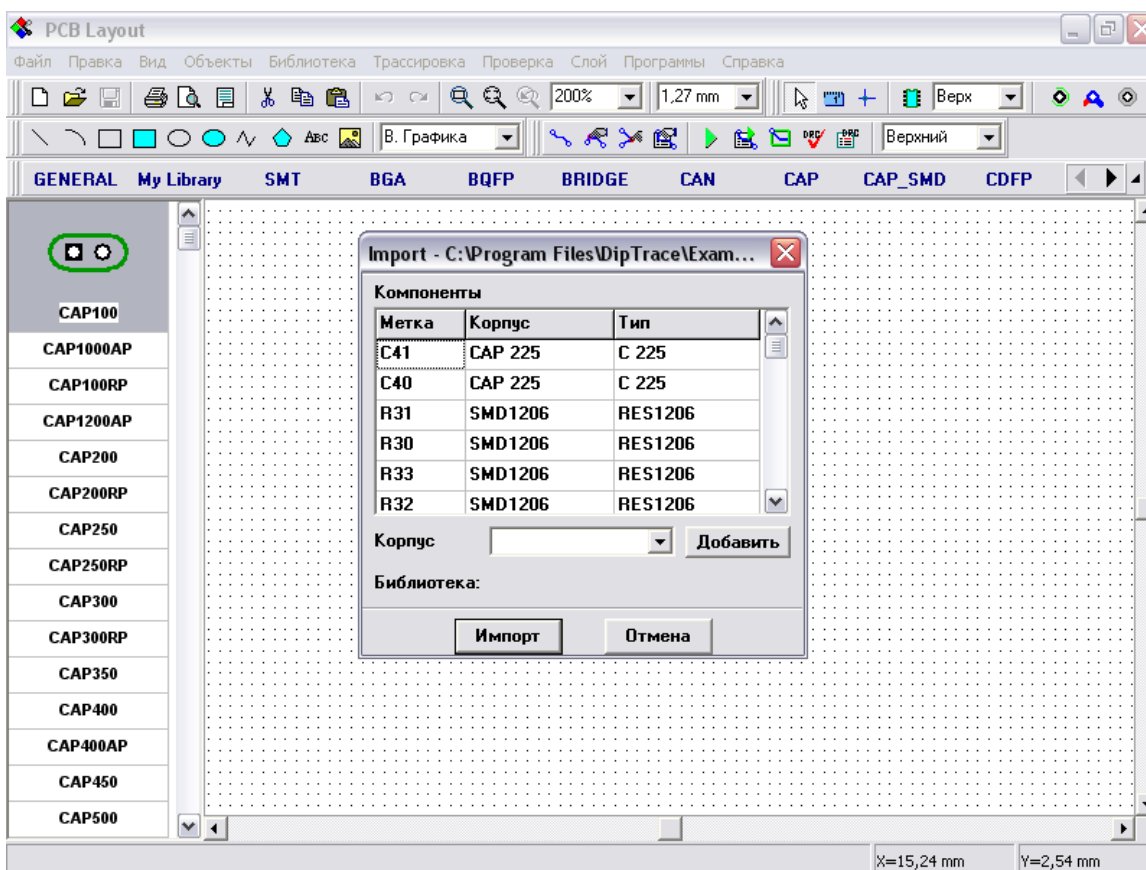 PCB Layout
Файл Правка Вид Объекты Библиотека Трассировка Проверка Слой Программы Справка
200% 1,27 mm Верх
ABC В. Графика DRC DRC Верхний
GENERAL My Library SMT BGA BQFP BRIDGE CAN CAP CAP_SMD CDFP
CAP100
CAP1000AP
CAP100RP
CAP1200AP
CAP200
CAP200RP
CAP250
CAP250RP
CAP300
CAP300RP
CAP350
CAP400
CAP400AP
CAP450
CAP500
Import - C:\Program Files\DipTrace\Exam...
Компоненты
Метка Корпус Тип
C41 CAP 225 C 225
C40 CAP 225 C 225
R31 SMD1206 RES1206
R30 SMD1206 RES1206
R33 SMD1206 RES1206
R32 SMD1206 RES1206
Корпус Добавить
Библиотека:
Импорт Отмена
X=15,24 mm Y=2,54 mm